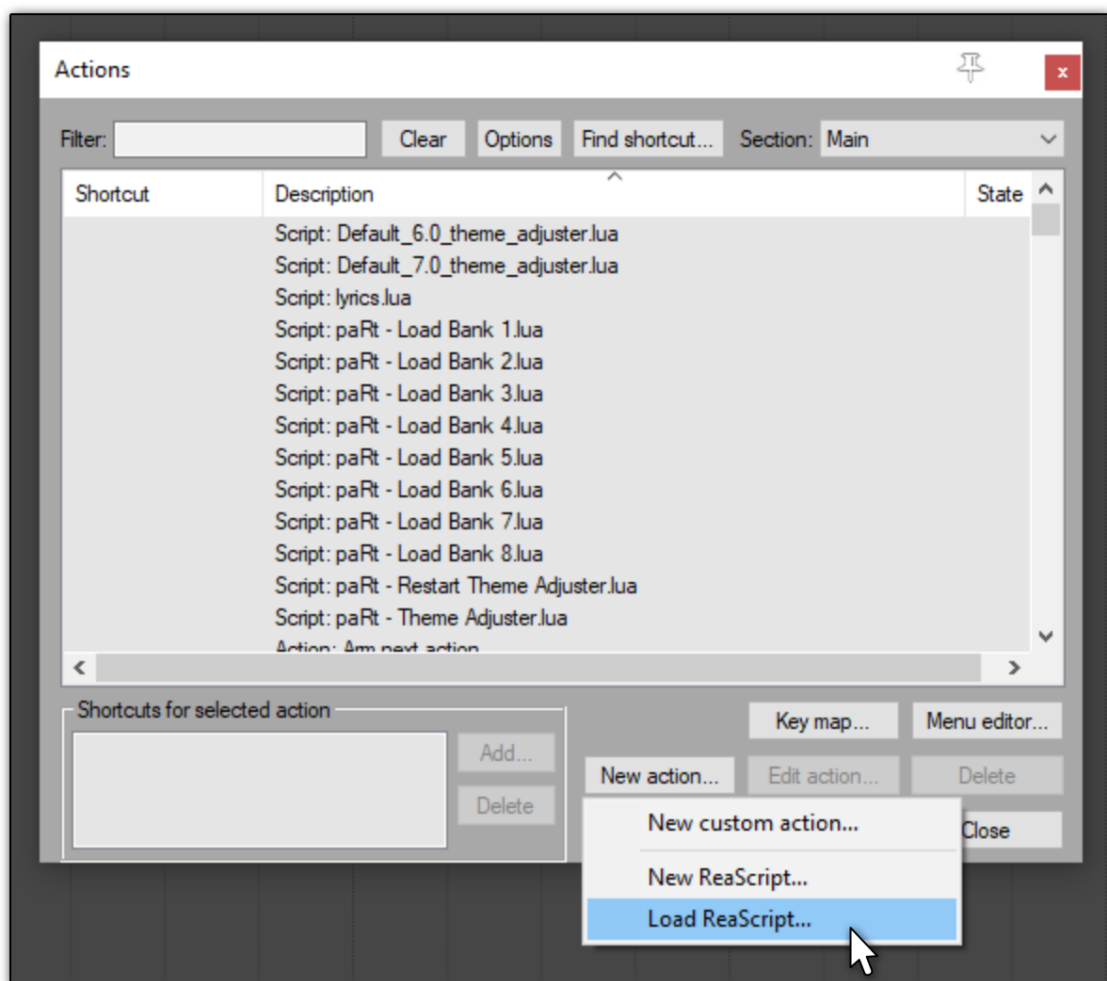 Actions
x
Filter: Clear Options Find shortcut... Section: Main
Shortcut Description State
Script: Default_6.0_theme_adjuster.lua
Script: Default_7.0_theme_adjuster.lua
Script: lyrics.lua
Script: paRt - Load Bank 1.lua
Script: paRt - Load Bank 2.lua
Script: paRt - Load Bank 3.lua
Script: paRt - Load Bank 4.lua
Script: paRt - Load Bank 5.lua
Script: paRt - Load Bank 6.lua
Script: paRt - Load Bank 7.lua
Script: paRt - Load Bank 8.lua
Script: paRt - Restart Theme Adjuster.lua
Script: paRt - Theme Adjuster.lua
Action: Arm next action
Shortcuts for selected action
Key map... Menu editor...
Add...
New action... Edit action... Delete
Delete
New custom action...
Close
New ReaScript...
Load ReaScript...